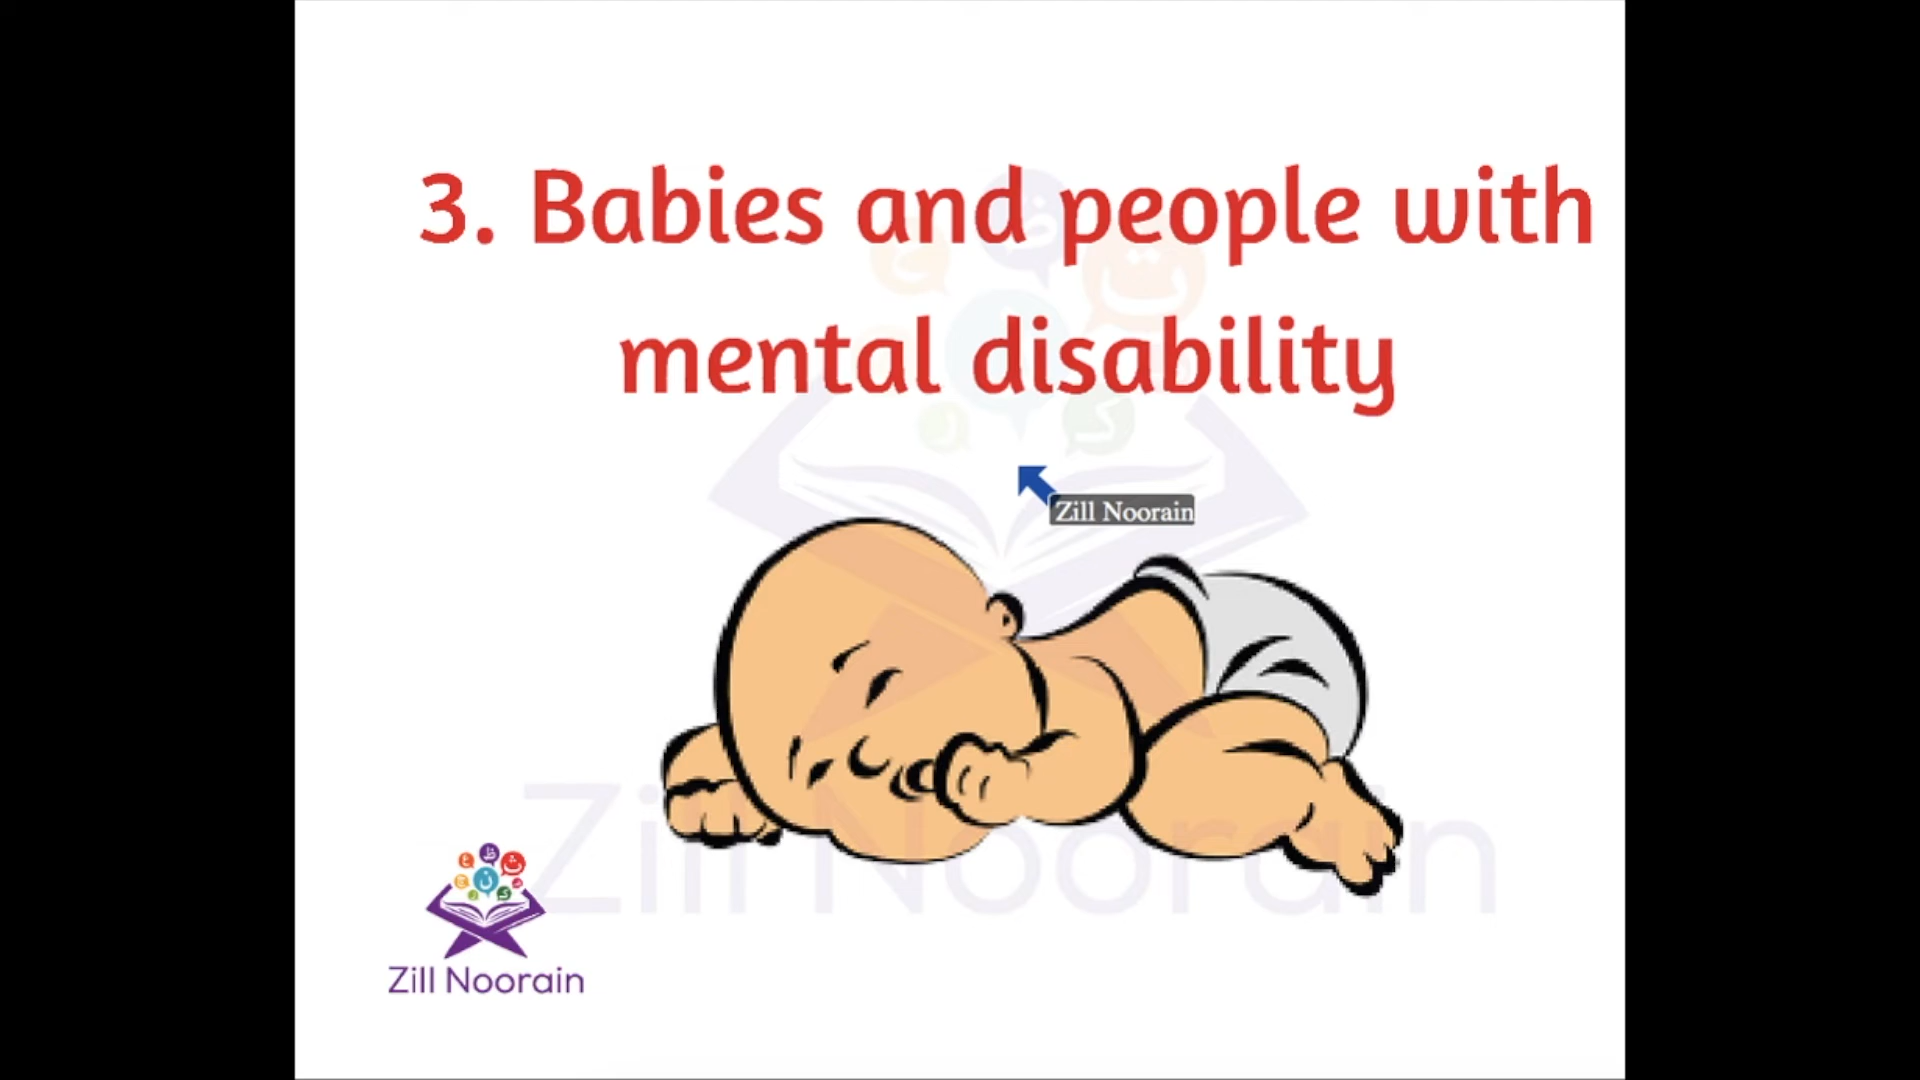 3. Babies and people with
mental disability
Zill Noorain
Zill Noorain
Zill Noorain